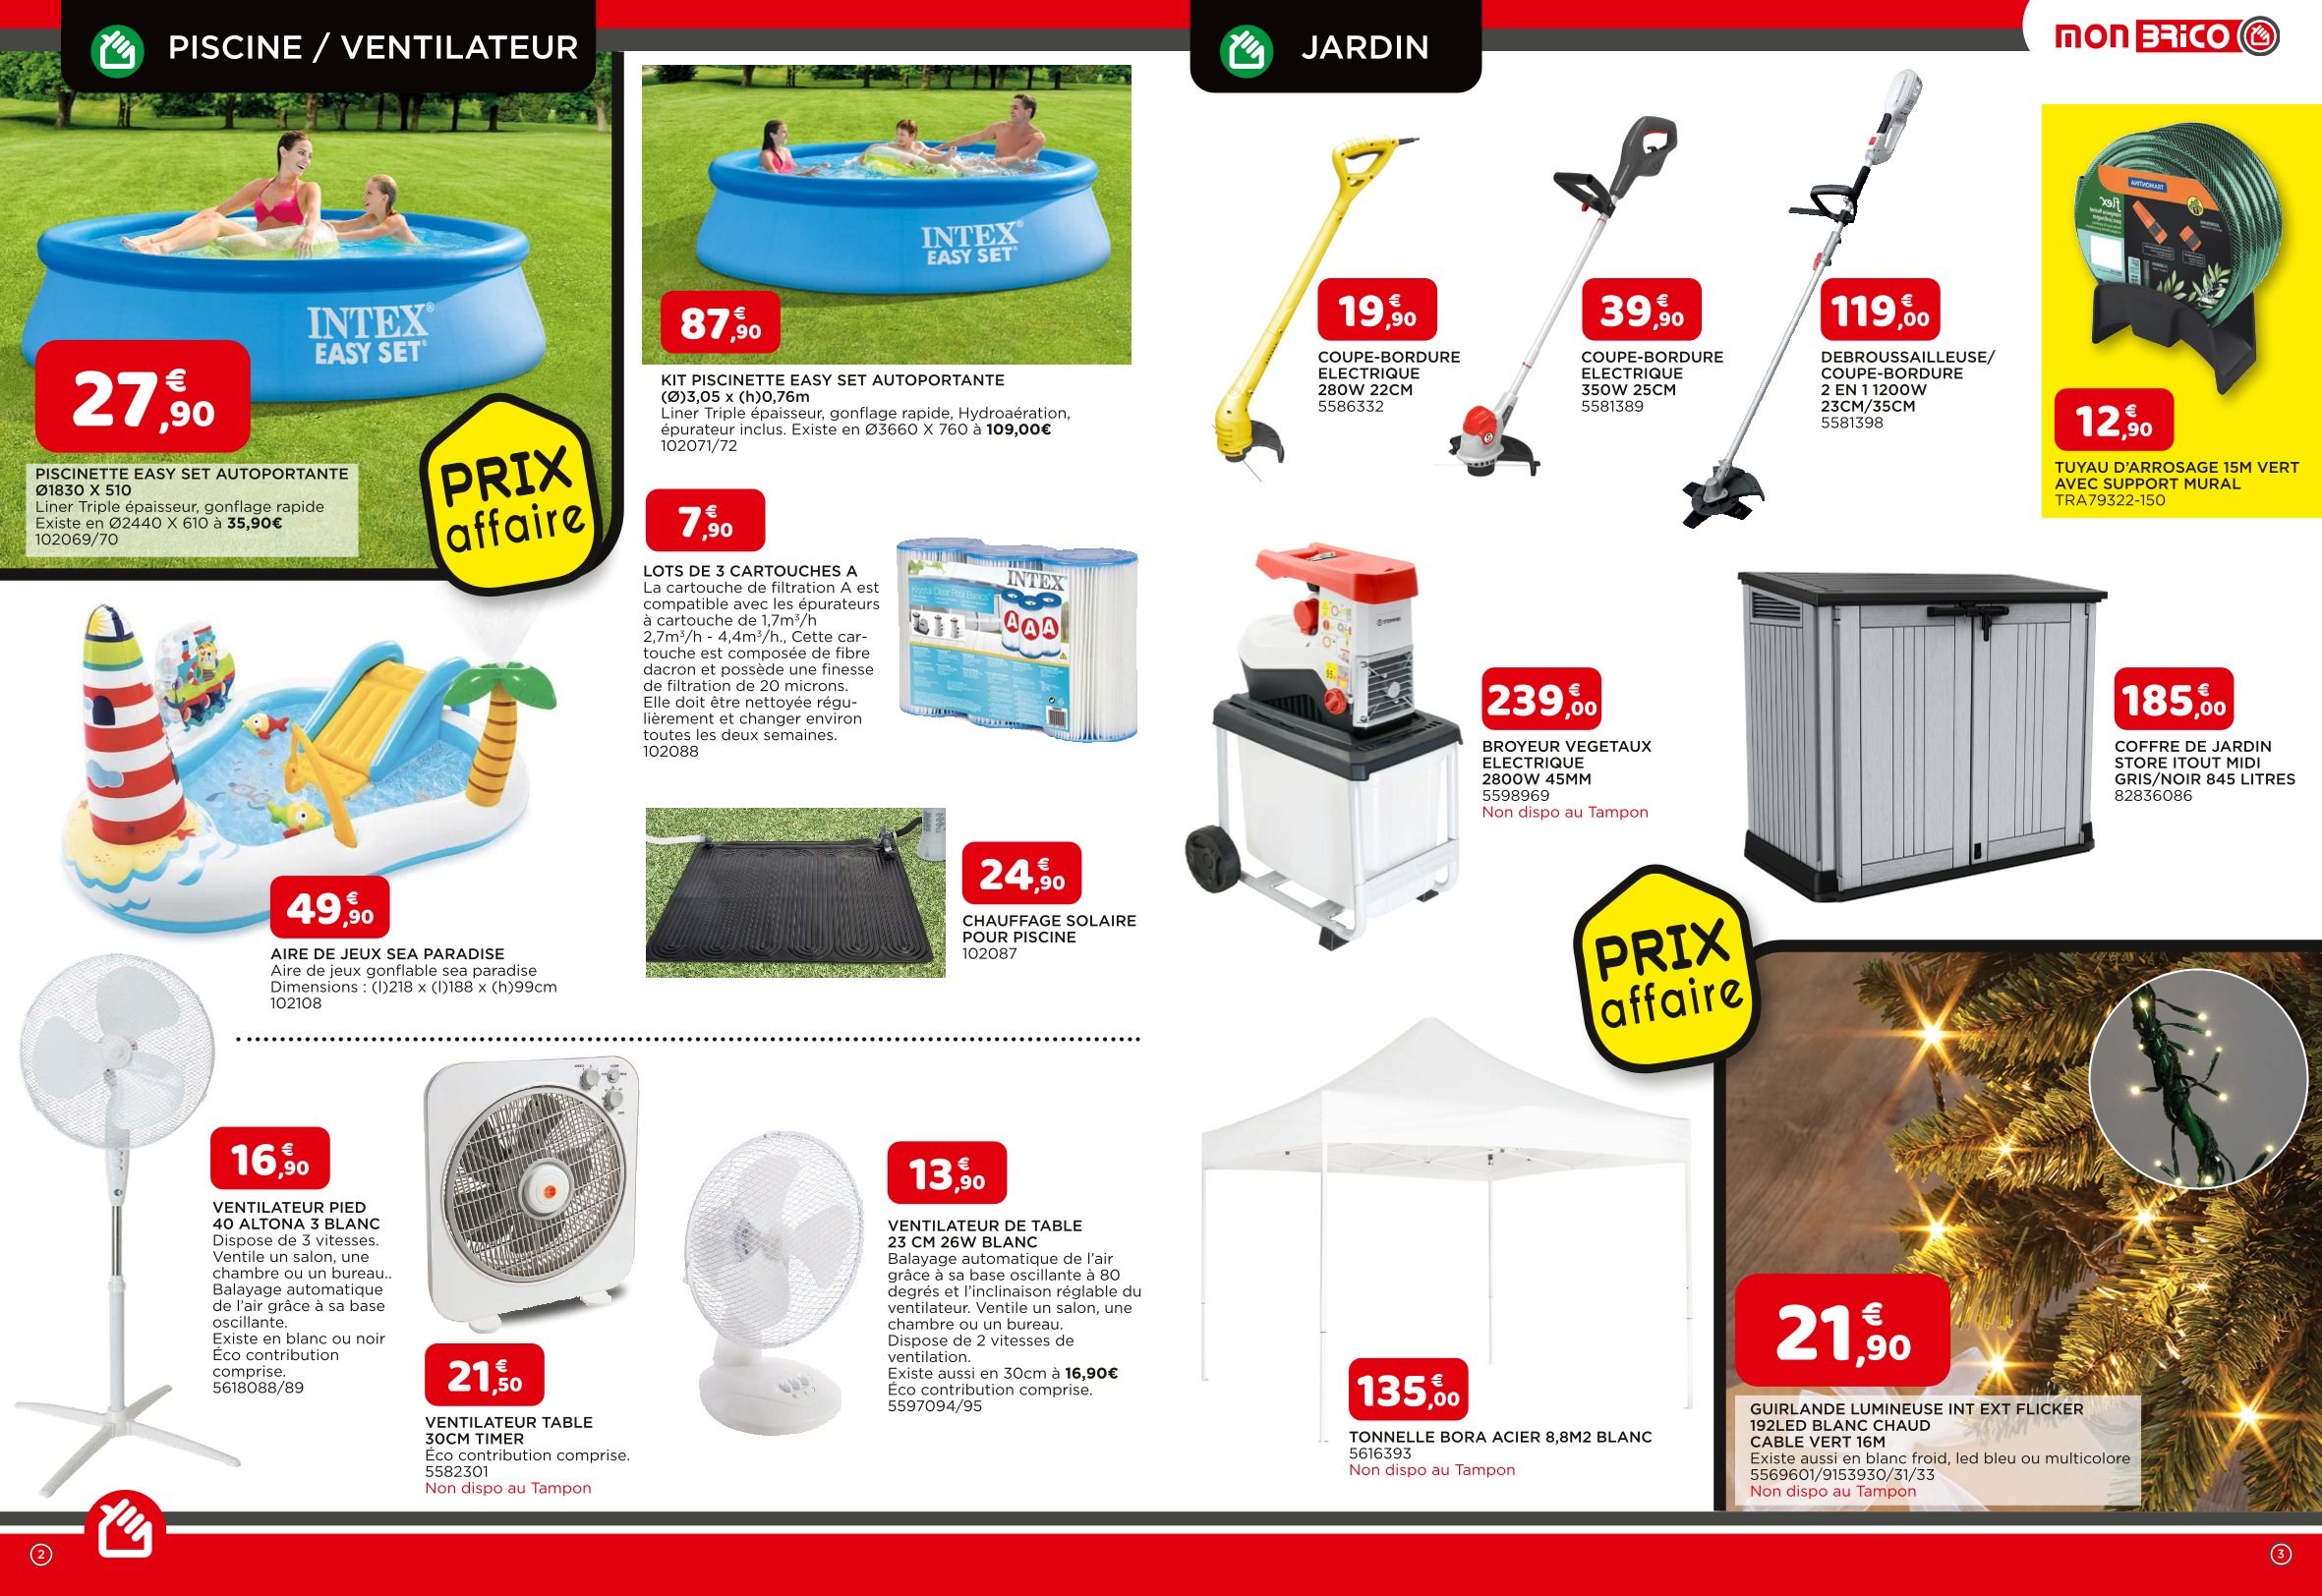 PISCINE / VENTILATEUR
INTEX®
EASY SET®
27€,90
PISCINETTE EASY SET AUTOPORTANTE
Ø1830 X 510
Liner Triple épaisseur, gonflage rapide
Existe en Ø2440 X 610 à 35,90€
102069/70
PRIX
affaire
INTEX®
EASY SET®
87€,90
KIT PISCINETTE EASY SET AUTOPORTANTE
(Ø)3,05 x (h)0,76m
Liner Triple épaisseur, gonflage rapide, Hydroaération,
épurateur inclus. Existe en Ø3660 X 760 à 109,00€
102071/72
7€,90
LOTS DE 3 CARTOUCHES A
La cartouche de filtration A est
compatible avec les épurateurs
à cartouche de 1,7m³/h
2,7m³/h - 4,4m³/h., Cette car-
touche est composée de fibre
dacron et possède une finesse
de filtration de 20 microns.
Elle doit être nettoyée régu-
lièrement et changer environ
toutes les deux semaines.
102088
INTEX
Krystal Clear Pool Basics
A A A
49€,90
AIRE DE JEUX SEA PARADISE
Aire de jeux gonflable sea paradise
Dimensions : (l)218 x (l)188 x (h)99cm
102108
24€,90
CHAUFFAGE SOLAIRE
POUR PISCINE
102087
16€,90
VENTILATEUR PIED
40 ALTONA 3 BLANC
Dispose de 3 vitesses.
Ventile un salon, une
chambre ou un bureau..
Balayage automatique
de l'air grâce à sa base
oscillante.
Existe en blanc ou noir
Éco contribution
comprise.
5618088/89
21€,50
VENTILATEUR TABLE
30CM TIMER
Éco contribution comprise.
5582301
Non dispo au Tampon
13€,90
VENTILATEUR DE TABLE
23 CM 26W BLANC
Balayage automatique de l'air
grâce à sa base oscillante à 80
degrés et l'inclinaison réglable du
ventilateur. Ventile un salon, une
chambre ou un bureau.
Dispose de 2 vitesses de
ventilation.
Existe aussi en 30cm à 16,90€
Éco contribution comprise.
5597094/95
2
JARDIN
mon BRICO
19€,90
COUPE-BORDURE
ELECTRIQUE
280W 22CM
5586332
39€,90
COUPE-BORDURE
ELECTRIQUE
350W 25CM
5581389
119€,00
DEBROUSSAILLEUSE/
COUPE-BORDURE
2 EN 1 1200W
23CM/35CM
5581398
TRAMONTINA
flex
12€,90
TUYAU D'ARROSAGE 15M VERT
AVEC SUPPORT MURAL
TRA79322-150
239€,00
BROYEUR VEGETAUX
ELECTRIQUE
2800W 45MM
5598969
Non dispo au Tampon
185€,00
COFFRE DE JARDIN
STORE ITOUT MIDI
GRIS/NOIR 845 LITRES
82836086
PRIX
affaire
135€,00
TONNELLE BORA ACIER 8,8M2 BLANC
5616393
Non dispo au Tampon
21€,90
GUIRLANDE LUMINEUSE INT EXT FLICKER
192LED BLANC CHAUD
CABLE VERT 16M
Existe aussi en blanc froid, led bleu ou multicolore
5569601/9153930/31/33
Non dispo au Tampon
3